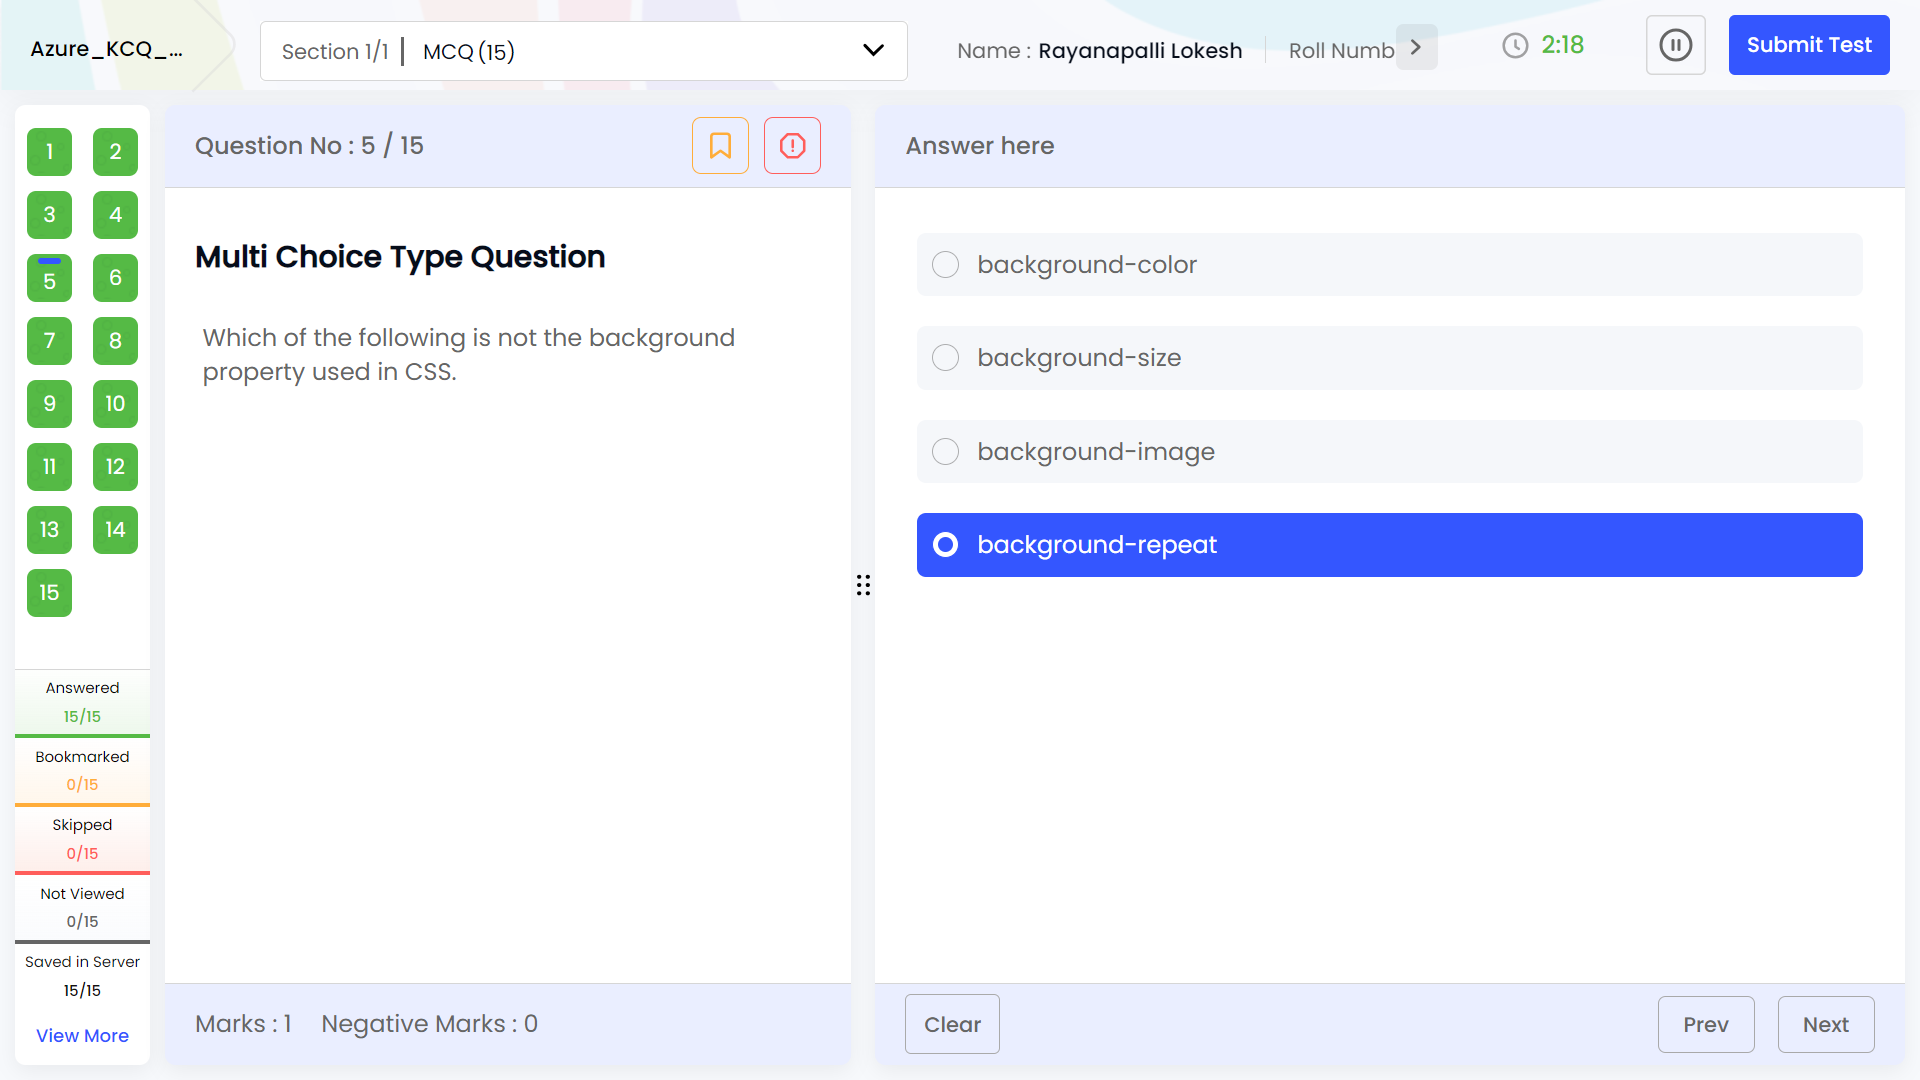 Azure_KCQ_...
Section 1/1 | MCQ (15)
Name : Rayanapalli Lokesh
Roll Numb
2:18
Submit Test
1 2
3 4
5 6
7 8
9 10
11 12
13 14
15
Answered
15/15
Bookmarked
0/15
Skipped
0/15
Not Viewed
0/15
Saved in Server
15/15
View More
Question No : 5 / 15
Multi Choice Type Question
Which of the following is not the background
property used in CSS.
Marks : 1 Negative Marks : 0
Answer here
background-color
background-size
background-image
background-repeat
Clear
Prev
Next